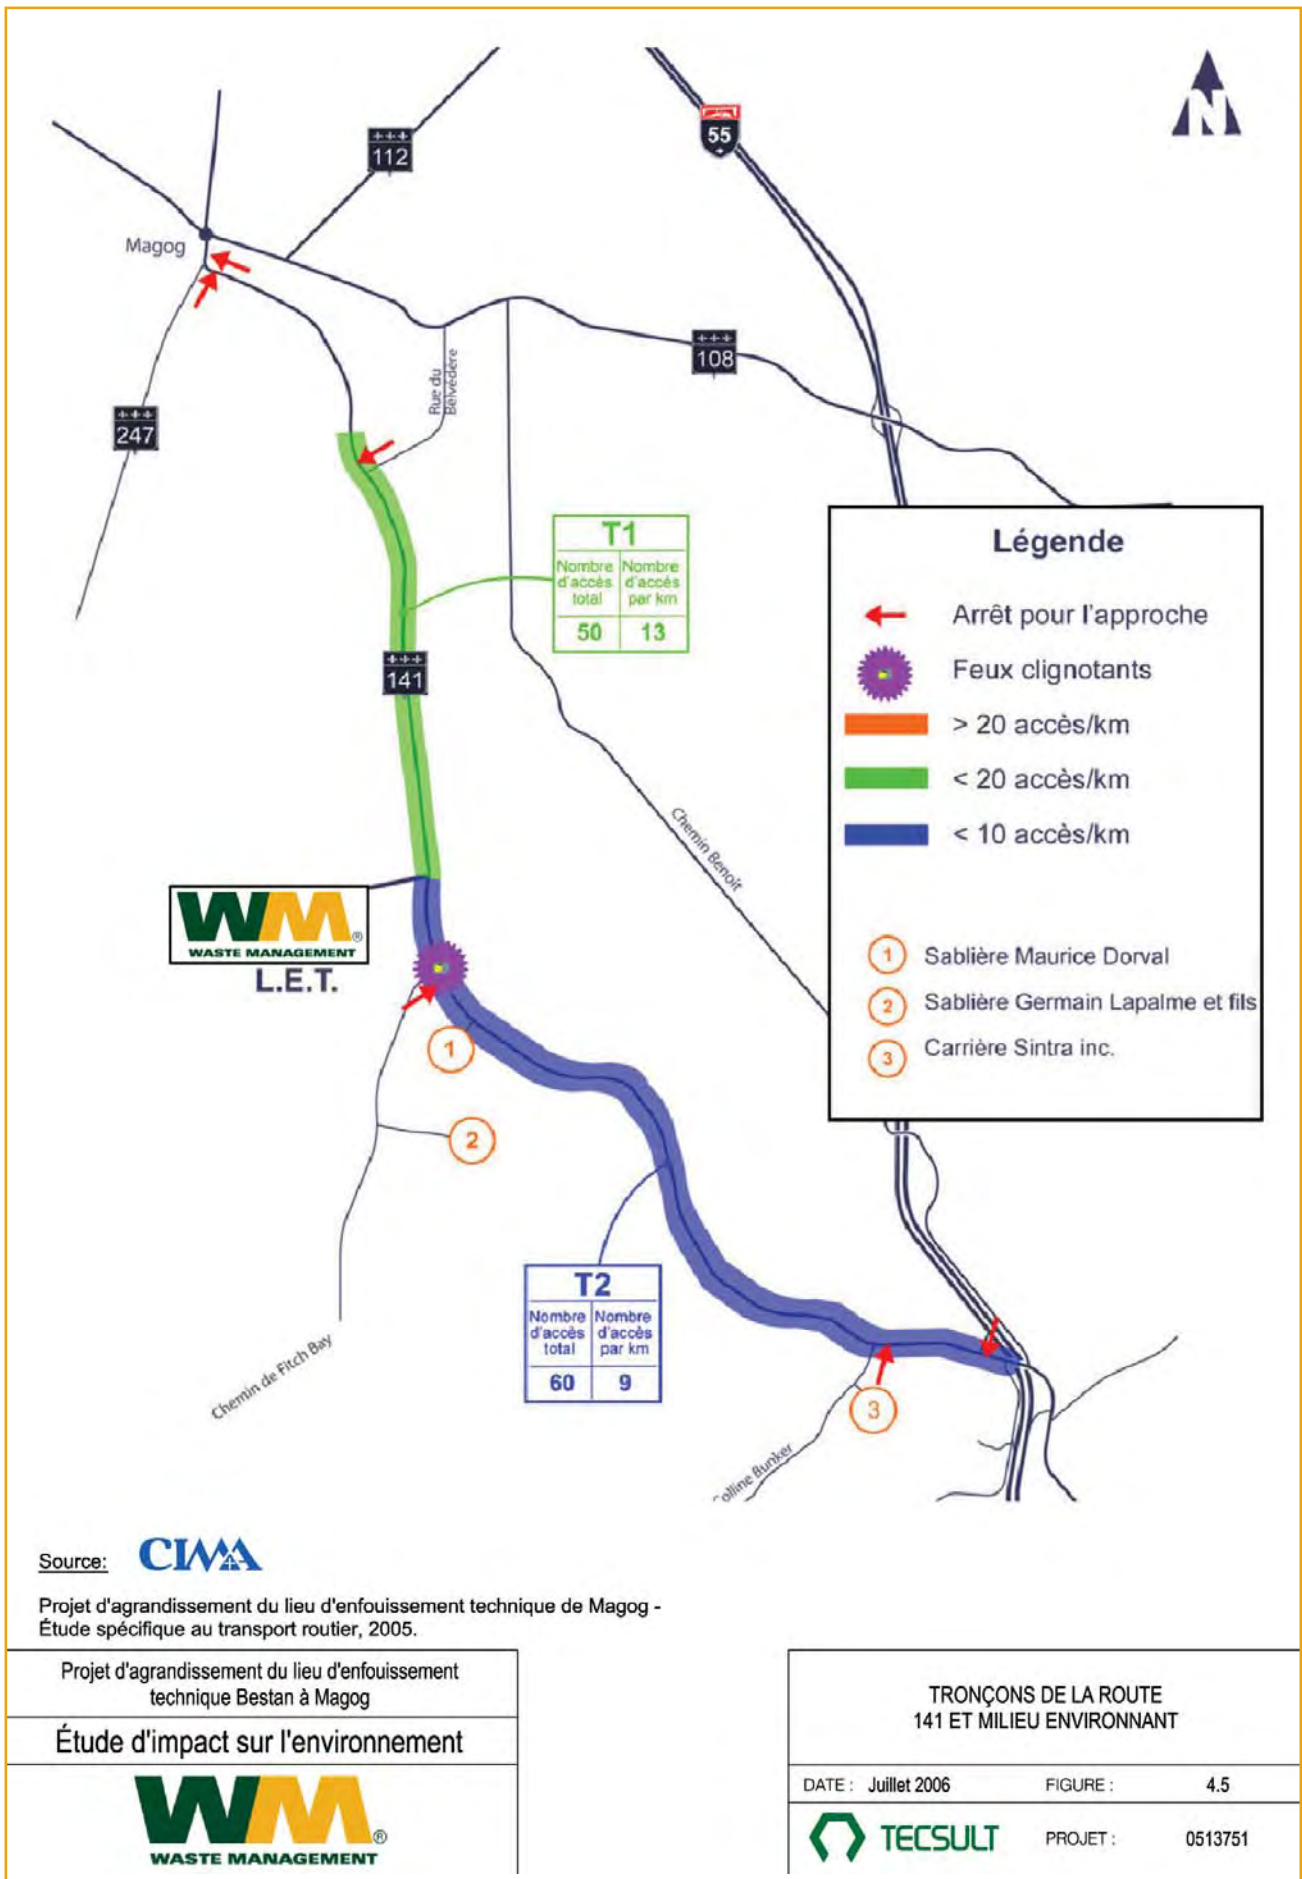 112
55
N
Magog
108
Rue du
Belvédère
247
T1
Nombre
d'accès
total
Nombre
d'accès
par km
50
13
141
Légende
Arrêt pour l'approche
Feux clignotants
> 20 accès/km
< 20 accès/km
< 10 accès/km
1 Sablière Maurice Dorval
2 Sablière Germain Lapalme et fils
3 Carrière Sintra inc.
Chemin Benoit
WM
®
WASTE MANAGEMENT
L.E.T.
1
2
T2
Nombre
d'accès
total
Nombre
d'accès
par km
60
9
3
Chemin de Fitch Bay
olline Bunker
Source: CIMA
Projet d'agrandissement du lieu d'enfouissement technique de Magog -
Étude spécifique au transport routier, 2005.
Projet d'agrandissement du lieu d'enfouissement
technique Bestan à Magog
Étude d'impact sur l'environnement
WM
®
WASTE MANAGEMENT
TRONÇONS DE LA ROUTE
141 ET MILIEU ENVIRONNANT
DATE : Juillet 2006 FIGURE : 4.5
TECSULT PROJET : 0513751